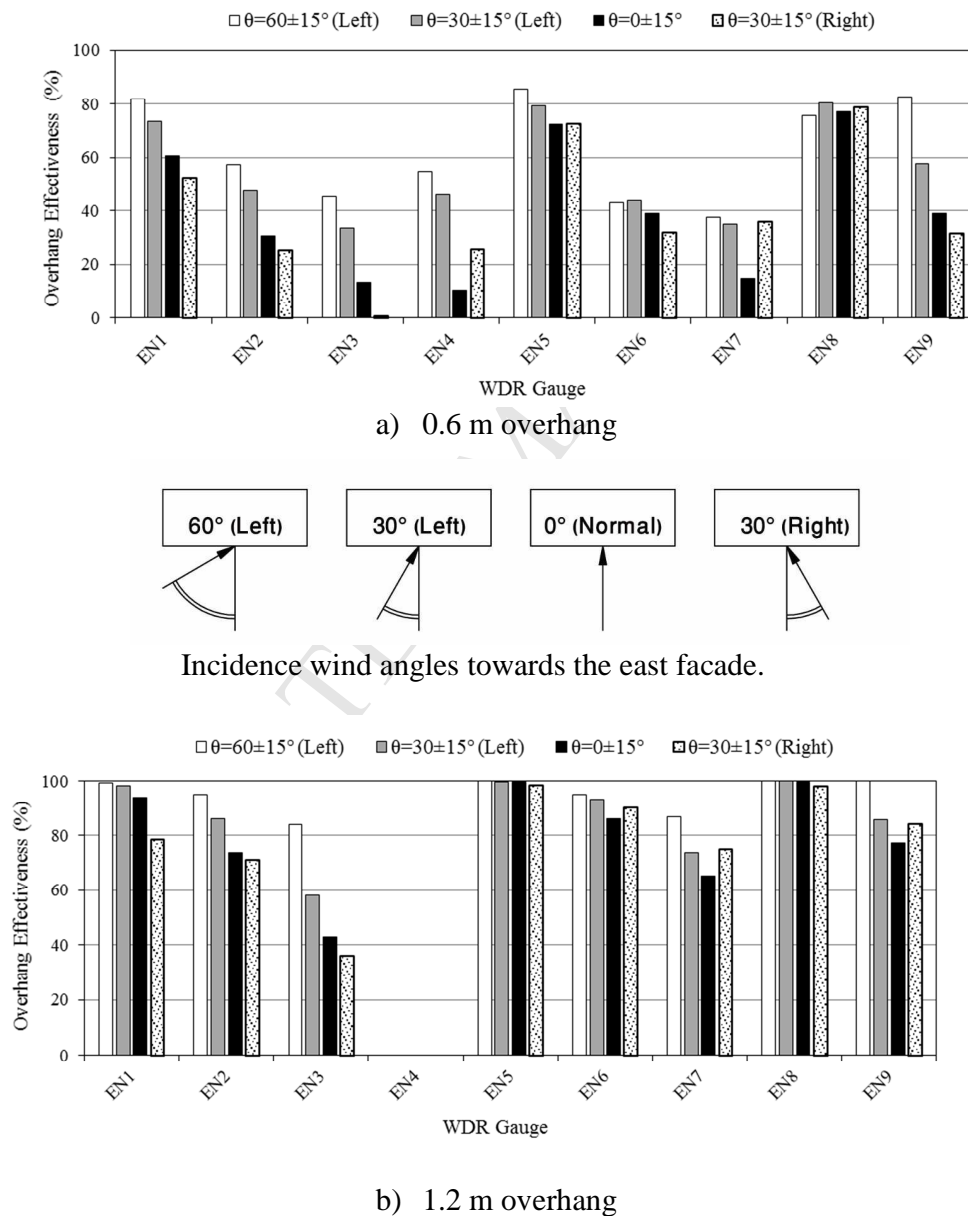 θ=60±15° (Left) θ=30±15° (Left) θ=0±15° θ=30±15° (Right)
100
80
60
40
20
0
Overhang Effectiveness (%)
EN1 EN2 EN3 EN4 EN5 EN6 EN7 EN8 EN9
WDR Gauge
a) 0.6 m overhang
60° (Left) 30° (Left) 0° (Normal) 30° (Right)
Incidence wind angles towards the east facade.
θ=60±15° (Left) θ=30±15° (Left) θ=0±15° θ=30±15° (Right)
100
80
60
40
20
0
Overhang Effectiveness (%)
EN1 EN2 EN3 EN4 EN5 EN6 EN7 EN8 EN9
WDR Gauge
b) 1.2 m overhang